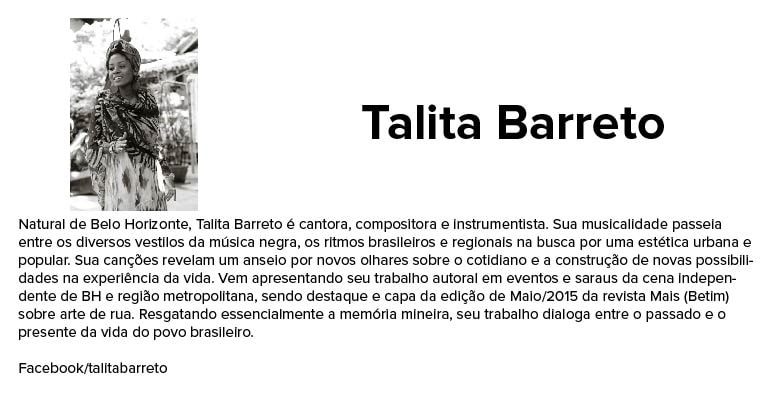 Talita Barreto
Natural de Belo Horizonte, Talita Barreto é cantora, compositora e instrumentista. Sua musicalidade passeia
entre os diversos vestilos da música negra, os ritmos brasileiros e regionais na busca por uma estética urbana e
popular. Sua canções revelam um anseio por novos olhares sobre o cotidiano e a construção de novas possibili-
dades na experiência da vida. Vem apresentando seu trabalho autoral em eventos e saraus da cena indepen-
dente de BH e região metropolitana, sendo destaque e capa da edição de Maio/2015 da revista Mais (Betim)
sobre arte de rua. Resgatando essencialmente a memória mineira, seu trabalho dialoga entre o passado e o
presente da vida do povo brasileiro.
Facebook/talitabarreto